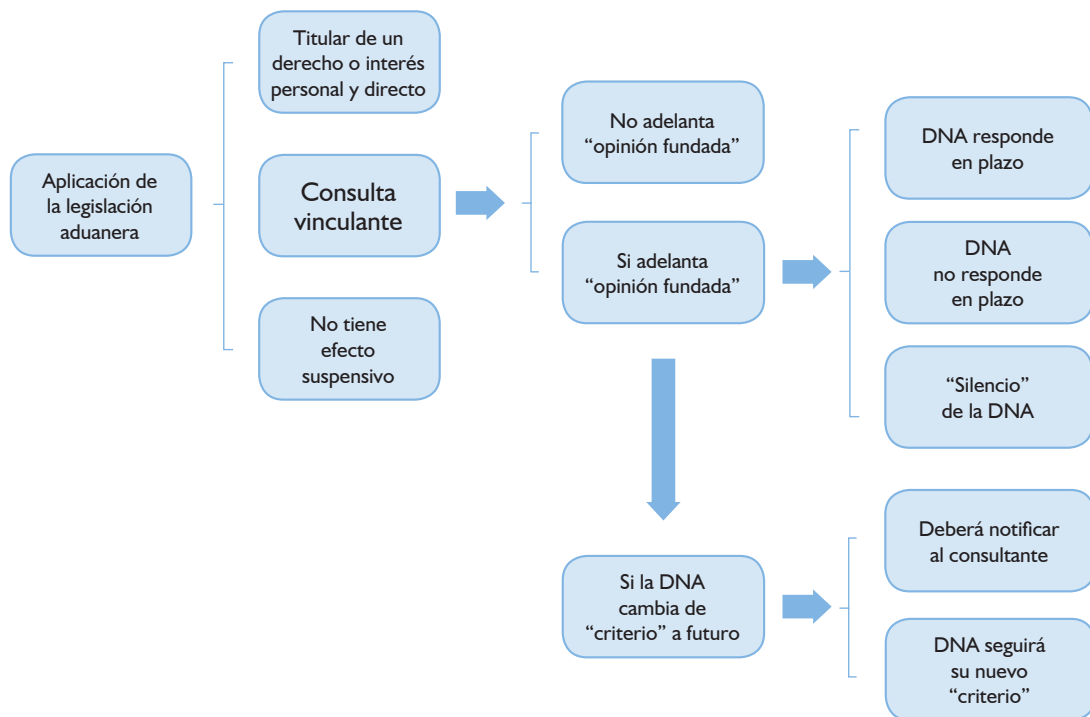 Aplicación de
la legislación
aduanera
Titular de un
derecho o interés
personal y directo
Consulta
vinculante
No tiene
efecto
suspensivo
No adelanta
“opinión fundada”
Si adelanta
“opinión fundada”
DNA responde
en plazo
DNA
no responde
en plazo
“Silencio”
de la DNA
Si la DNA
cambia de
“criterio” a futuro
Deberá notificar
al consultante
DNA seguirá
su nuevo
“criterio”